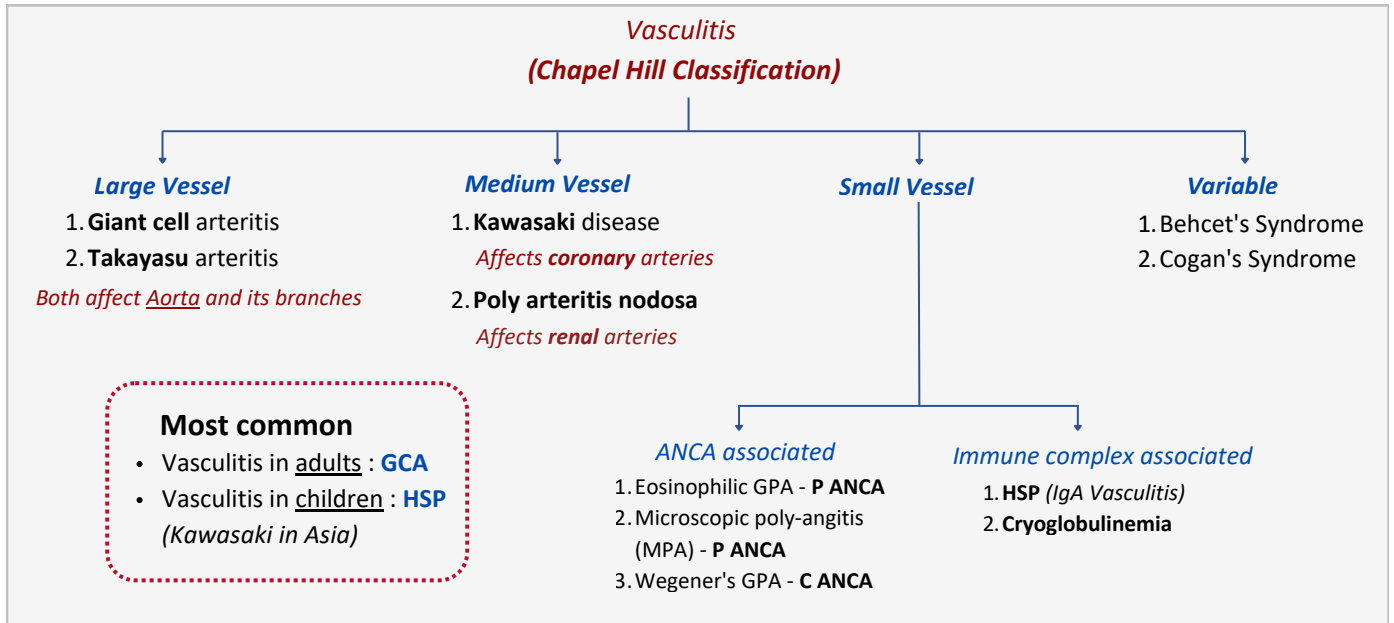 Vasculitis
(Chapel Hill Classification)
Large Vessel
1. Giant cell arteritis
2. Takayasu arteritis
Both affect Aorta and its branches
Medium Vessel
1. Kawasaki disease
Affects coronary arteries
2. Poly arteritis nodosa
Affects renal arteries
Small Vessel
Variable
1. Behcet's Syndrome
2. Cogan's Syndrome
Most common
• Vasculitis in adults : GCA
• Vasculitis in children : HSP
(Kawasaki in Asia)
ANCA associated
1. Eosinophilic GPA - P ANCA
2. Microscopic poly-angitis
(MPA) - P ANCA
3. Wegener's GPA - C ANCA
Immune complex associated
1. HSP (IgA Vasculitis)
2. Cryoglobulinemia